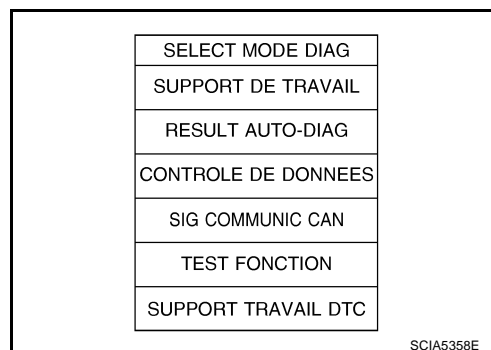 SELECT MODE DIAG
SUPPORT DE TRAVAIL
RESULT AUTO-DIAG
CONTROLE DE DONNEES
SIG COMMUNIC CAN
TEST FONCTION
SUPPORT TRAVAIL DTC
SCIA5358E